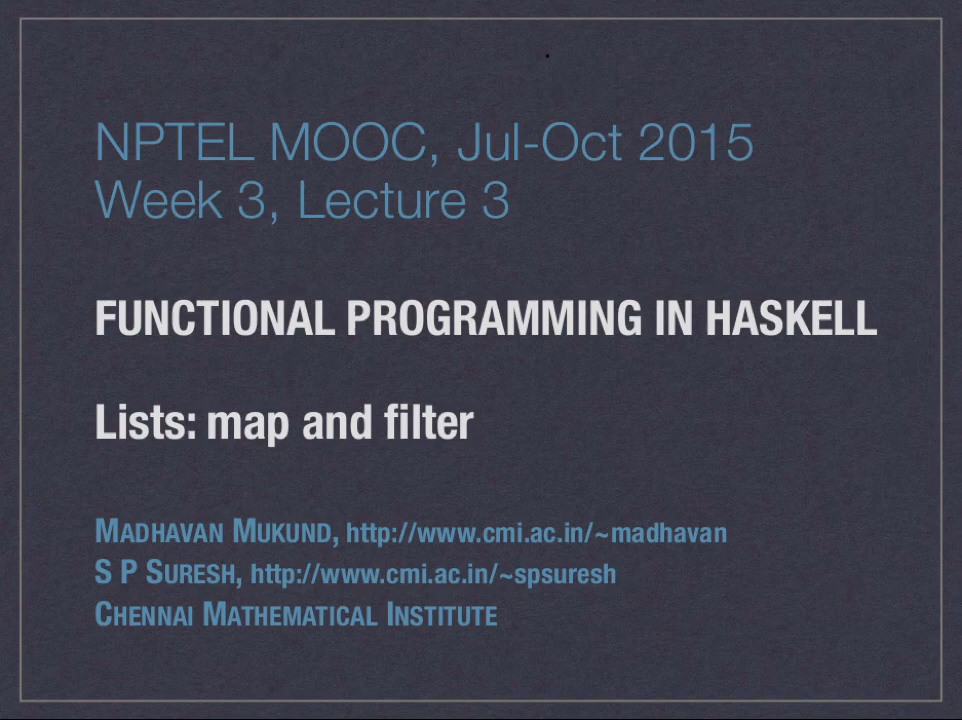 NPTEL MOOC, Jul-Oct 2015
Week 3, Lecture 3
FUNCTIONAL PROGRAMMING IN HASKELL
Lists: map and filter
MADHAVAN MUKUND, http://www.cmi.ac.in/~madhavan
S P SURESH, http://www.cmi.ac.in/~spsuresh
CHENNAI MATHEMATICAL INSTITUTE